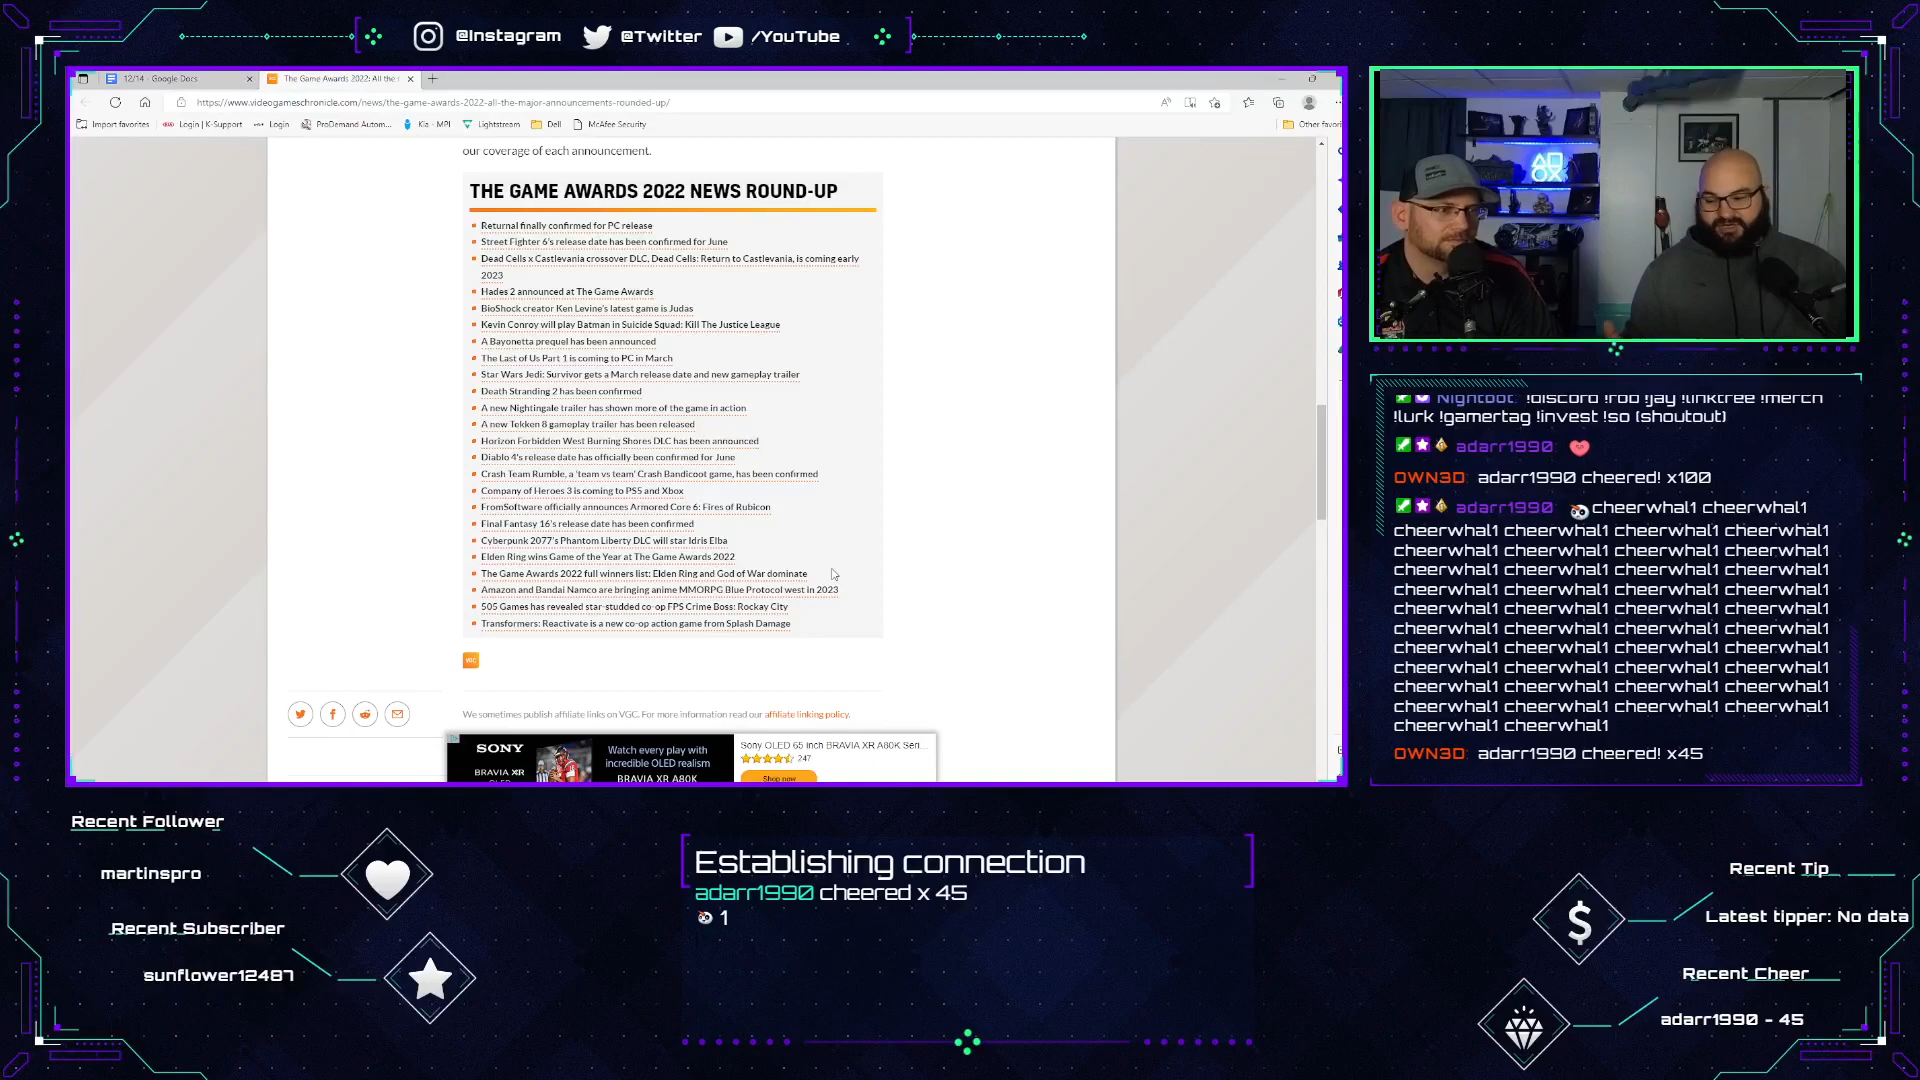 @Instagram @Twitter /YouTube
12/14 - Google Docs
The Game Awards 2022: All the
https://www.videogameschronicle.com/news/the-game-awards-2022-all-the-major-announcements-rounded-up/
Import favorites Login | K-Support Login ProDemand Autom... Kia - MPI Lightstream Dell McAfee Security Other favori
our coverage of each announcement.
THE GAME AWARDS 2022 NEWS ROUND-UP
Returnal finally confirmed for PC release
Street Fighter 6's release date has been confirmed for June
Dead Cells x Castlevania crossover DLC, Dead Cells: Return to Castlevania, is coming early
2023
Hades 2 announced at The Game Awards
BioShock creator Ken Levine's latest game is Judas
Kevin Conroy will play Batman in Suicide Squad: Kill The Justice League
A Bayonetta prequel has been announced
The Last of Us Part 1 is coming to PC in March
Star Wars Jedi: Survivor gets a March release date and new gameplay trailer
Death Stranding 2 has been confirmed
A new Nightingale trailer has shown more of the game in action
A new Tekken 8 gameplay trailer has been released
Horizon Forbidden West Burning Shores DLC has been announced
Diablo 4's release date has officially been confirmed for June
Crash Team Rumble, a 'team vs team' Crash Bandicoot game, has been confirmed
Company of Heroes 3 is coming to PS5 and Xbox
FromSoftware officially announces Armored Core 6: Fires of Rubicon
Final Fantasy 16's release date has been confirmed
Cyberpunk 2077's Phantom Liberty DLC will star Idris Elba
Elden Ring wins Game of the Year at The Game Awards 2022
The Game Awards 2022 full winners list: Elden Ring and God of War dominate
Amazon and Bandai Namco are bringing anime MMORPG Blue Protocol west in 2023
505 Games has revealed star-studded co-op FPS Crime Boss: Rockay City
Transformers: Reactivate is a new co-op action game from Splash Damage
VGC
We sometimes publish affiliate links on VGC. For more information read our affiliate linking policy.
SONY
BRAVIA XR
Watch every play with
incredible OLED realism
BRAVIA XR A80K
Sony OLED 65 inch BRAVIA XR A80K Seri...
247
Shop now
Nightbot: !discord !rob !jay !linktree !merch
!lurk !gamertag !invest !so (shoutout)
adarr1990
OWN3D: adarr1990 cheered! x100
adarr1990 cheerwhal1 cheerwhal1
cheerwhal1 cheerwhal1 cheerwhal1 cheerwhal1
cheerwhal1 cheerwhal1 cheerwhal1 cheerwhal1
cheerwhal1 cheerwhal1 cheerwhal1 cheerwhal1
cheerwhal1 cheerwhal1 cheerwhal1 cheerwhal1
cheerwhal1 cheerwhal1 cheerwhal1 cheerwhal1
cheerwhal1 cheerwhal1 cheerwhal1 cheerwhal1
cheerwhal1 cheerwhal1 cheerwhal1 cheerwhal1
cheerwhal1 cheerwhal1 cheerwhal1 cheerwhal1
cheerwhal1 cheerwhal1 cheerwhal1 cheerwhal1
cheerwhal1 cheerwhal1 cheerwhal1 cheerwhal1
cheerwhal1 cheerwhal1
OWN3D: adarr1990 cheered! x45
Recent Follower
martinspro
Recent Subscriber
sunflower12487
Establishing connection
adarr1990 cheered x 45
1
Recent Tip
Latest tipper: No data
Recent Cheer
adarr1990 - 45